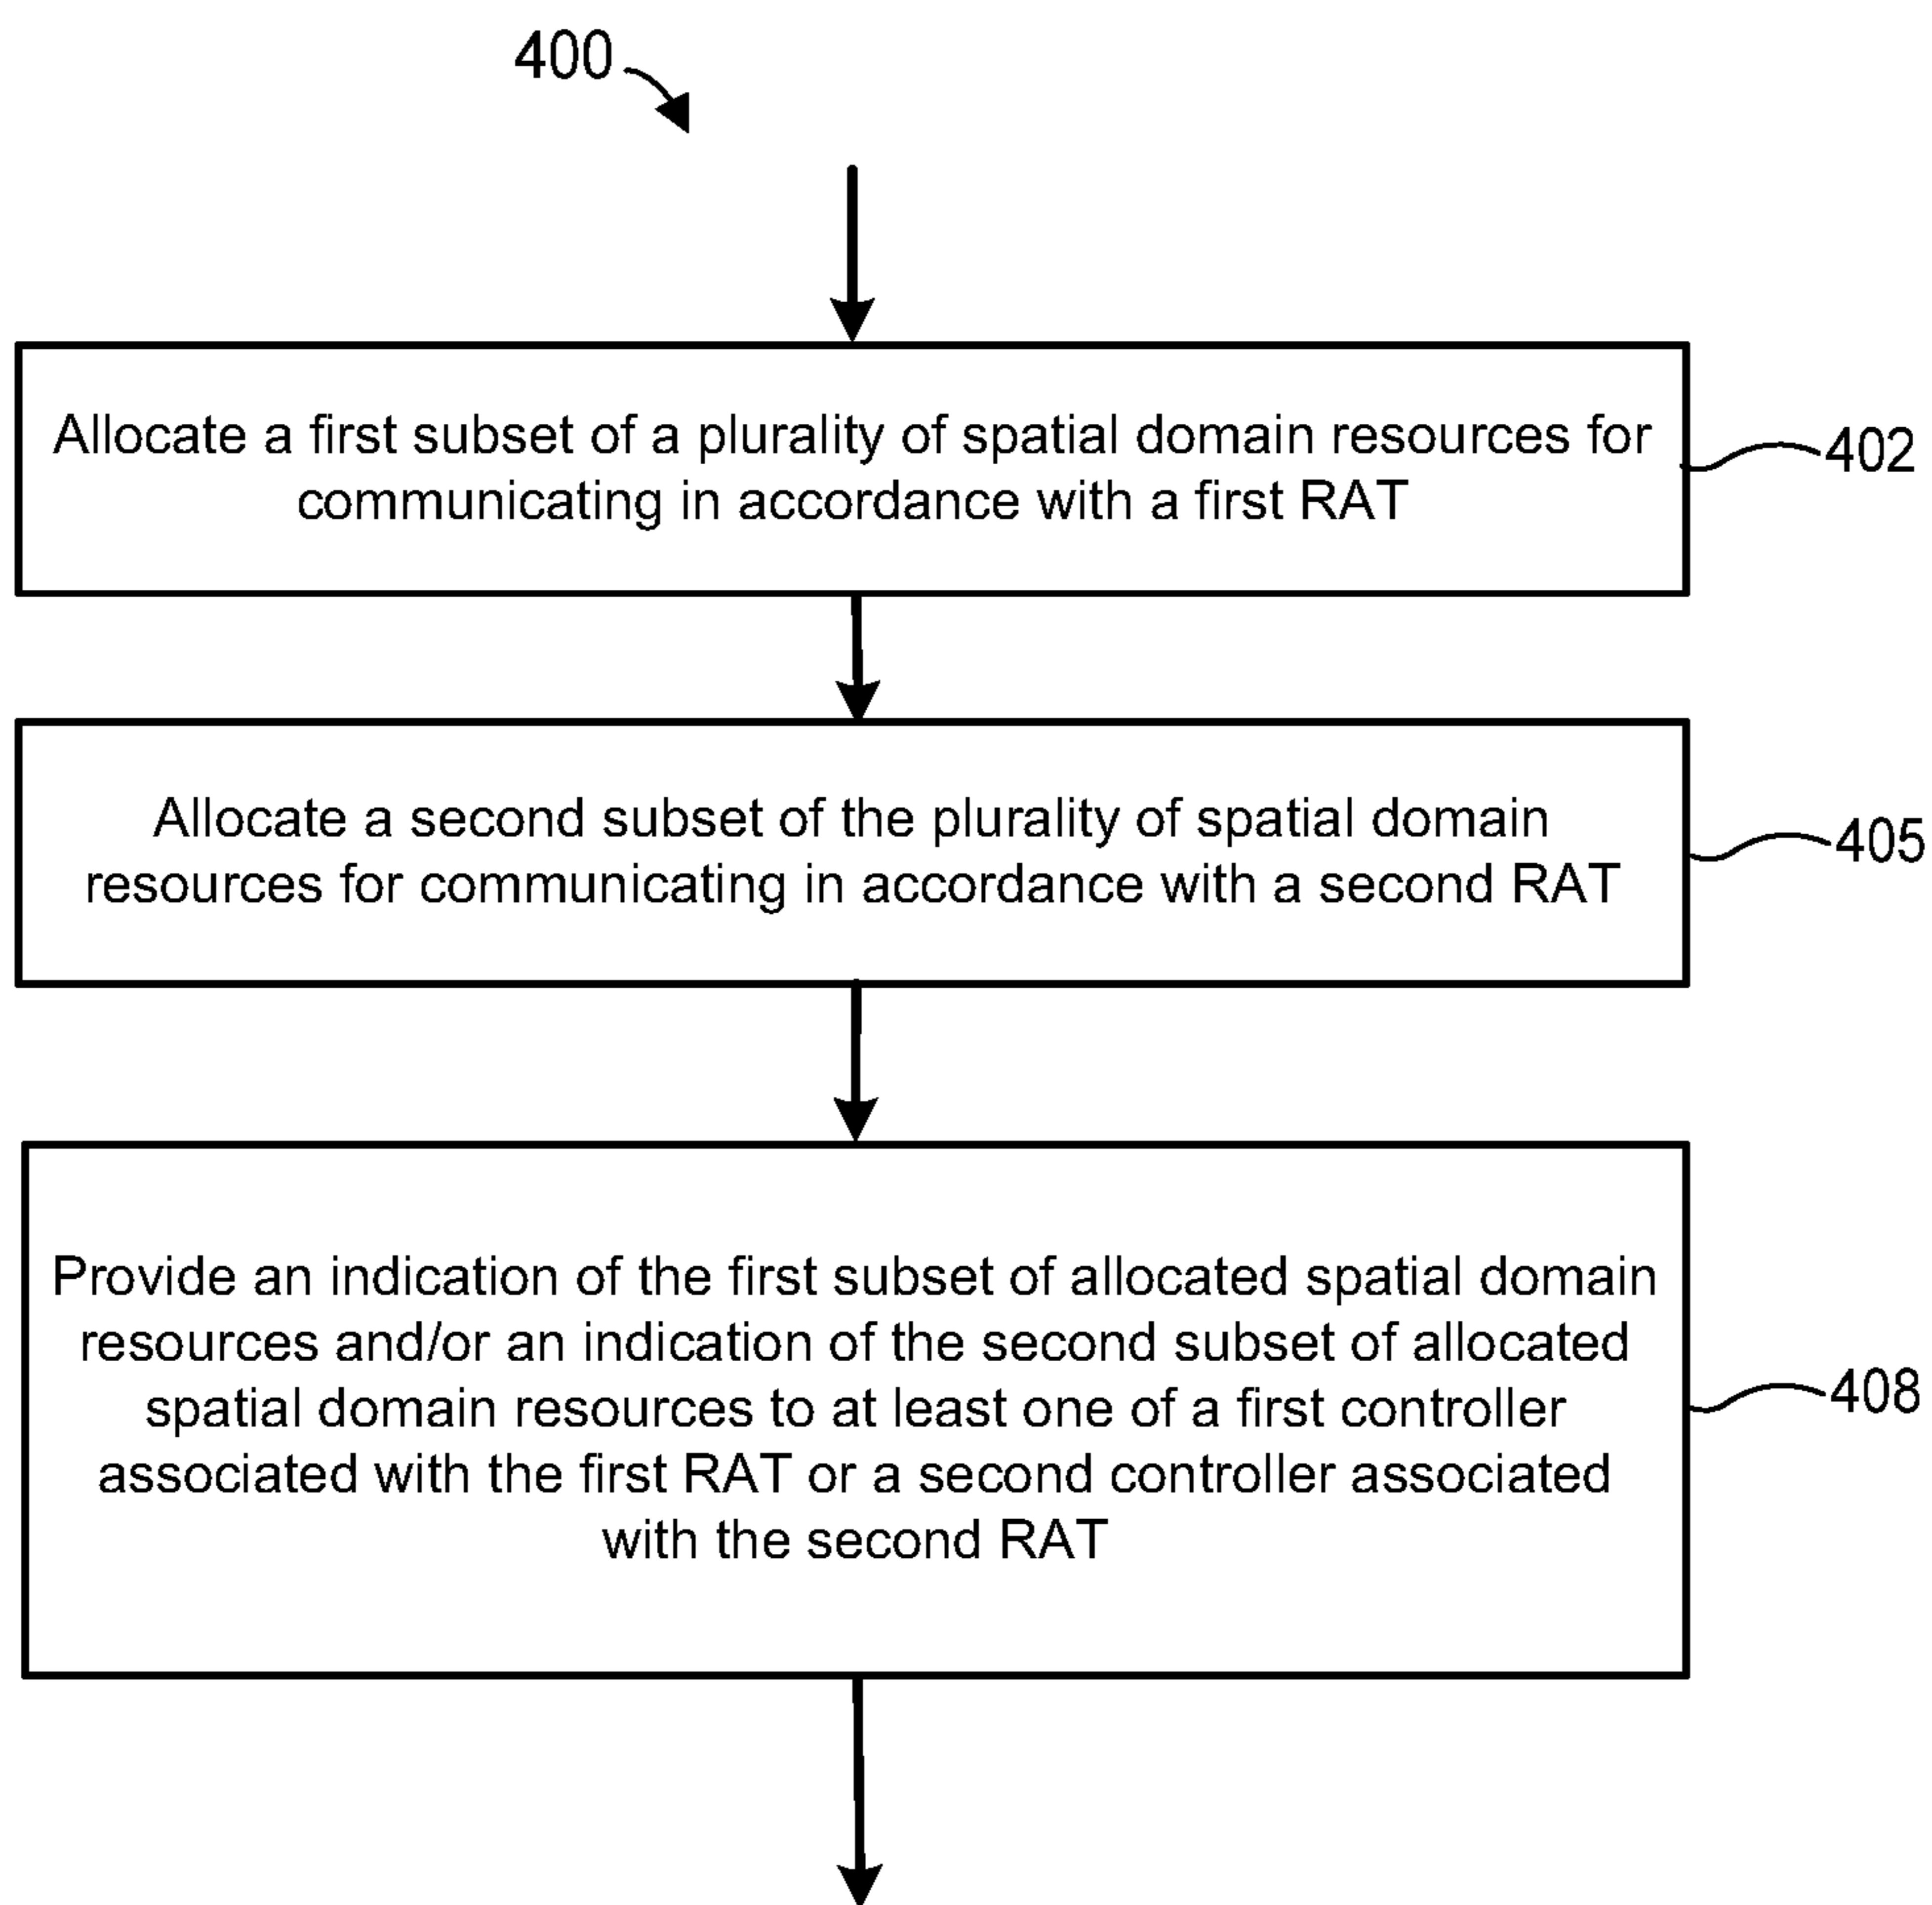 400
Allocate a first subset of a plurality of spatial domain resources for
communicating in accordance with a first RAT
402
Allocate a second subset of the plurality of spatial domain
resources for communicating in accordance with a second RAT
405
Provide an indication of the first subset of allocated spatial domain
resources and/or an indication of the second subset of allocated
spatial domain resources to at least one of a first controller
associated with the first RAT or a second controller associated
with the second RAT
408